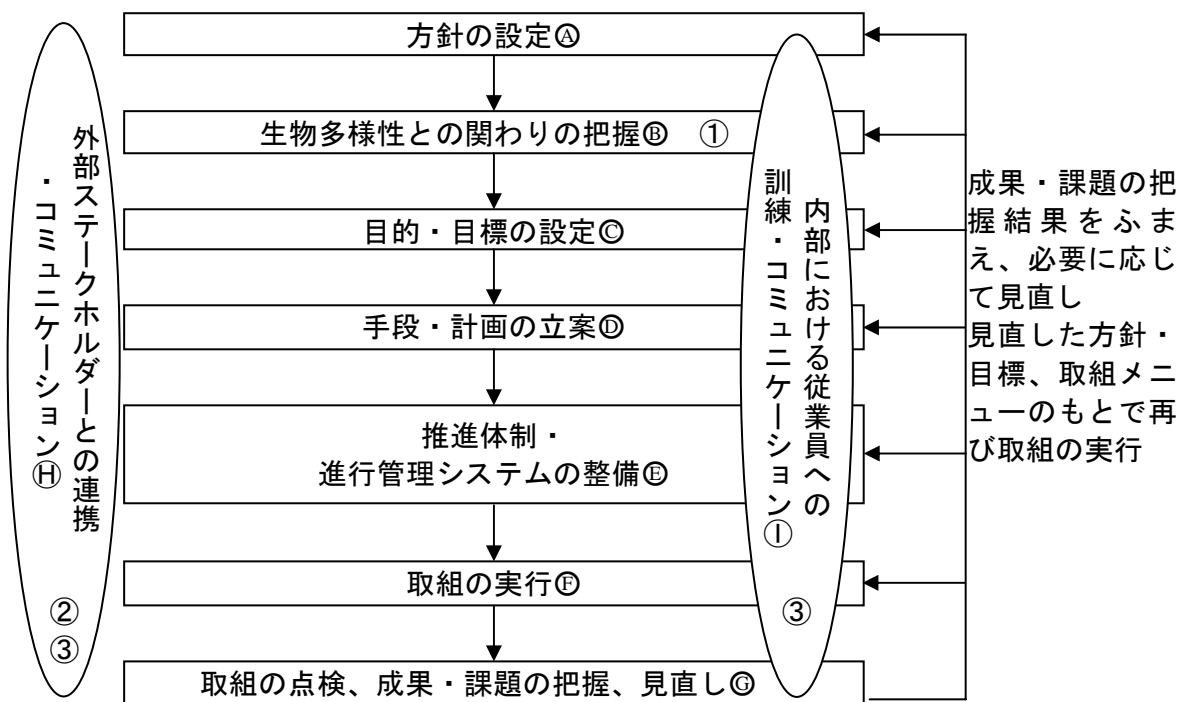 方針の設定Ⓐ
生物多様性との関わりの把握Ⓑ ①
目的・目標の設定Ⓒ
手段・計画の立案Ⓓ
推進体制・
進行管理システムの整備Ⓔ
取組の実行Ⓕ
取組の点検、成果・課題の把握、見直しⒼ
外部ステークホルダーとの連携
・コミュニケーションⒽ
②
③
内部における従業員への
訓練・コミュニケーションⒾ
③
成果・課題の把
握結果をふま
え、必要に応じ
て見直し
見直した方針・
目標、取組メニ
ューのもとで再
び取組の実行